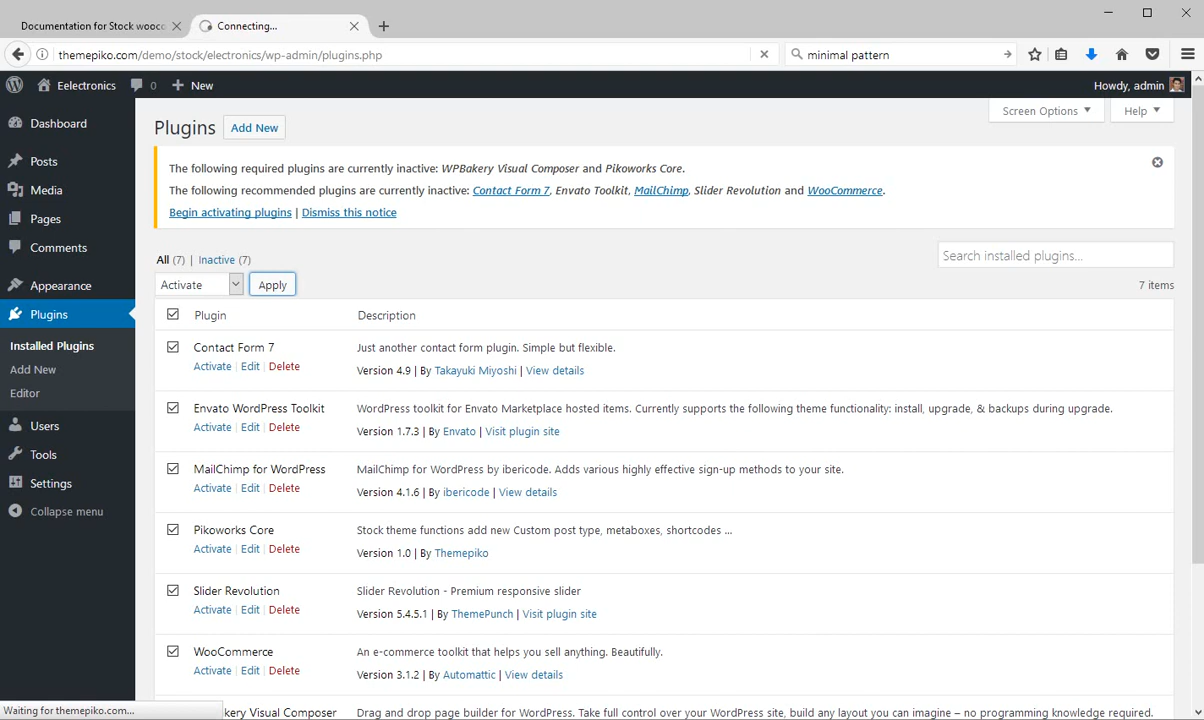 Documentation for Stock wooco
Connecting...
themepiko.com/demo/stock/electronics/wp-admin/plugins.php
minimal pattern
Eelectronics
0
New
Howdy, admin
Screen Options
Help
Dashboard
Posts
Media
Pages
Comments
Appearance
Plugins
Installed Plugins
Add New
Editor
Users
Tools
Settings
Collapse menu
Plugins
Add New
The following required plugins are currently inactive: WPBakery Visual Composer and Pikoworks Core.
The following recommended plugins are currently inactive: Contact Form 7, Envato Toolkit, MailChimp, Slider Revolution and WooCommerce.
Begin activating plugins | Dismiss this notice
All (7) | Inactive (7)
Search installed plugins...
Activate
Apply
7 items
Plugin
Description
Contact Form 7
Just another contact form plugin. Simple but flexible.
Activate | Edit | Delete
Version 4.9 | By Takayuki Miyoshi | View details
Envato WordPress Toolkit
WordPress toolkit for Envato Marketplace hosted items. Currently supports the following theme functionality: install, upgrade, & backups during upgrade.
Activate | Edit | Delete
Version 1.7.3 | By Envato | Visit plugin site
MailChimp for WordPress
MailChimp for WordPress by ibericode. Adds various highly effective sign-up methods to your site.
Activate | Edit | Delete
Version 4.1.6 | By ibericode | View details
Pikoworks Core
Stock theme functions add new Custom post type, metaboxes, shortcodes ...
Activate | Edit | Delete
Version 1.0 | By Themepiko
Slider Revolution
Slider Revolution - Premium responsive slider
Activate | Edit | Delete
Version 5.4.5.1 | By ThemePunch | Visit plugin site
WooCommerce
An e-commerce toolkit that helps you sell anything. Beautifully.
Activate | Edit | Delete
Version 3.1.2 | By Automattic | View details
kery Visual Composer
Drag and drop page builder for WordPress. Take full control over your WordPress site, build any layout you can imagine – no programming knowledge required.
Waiting for themepiko.com...